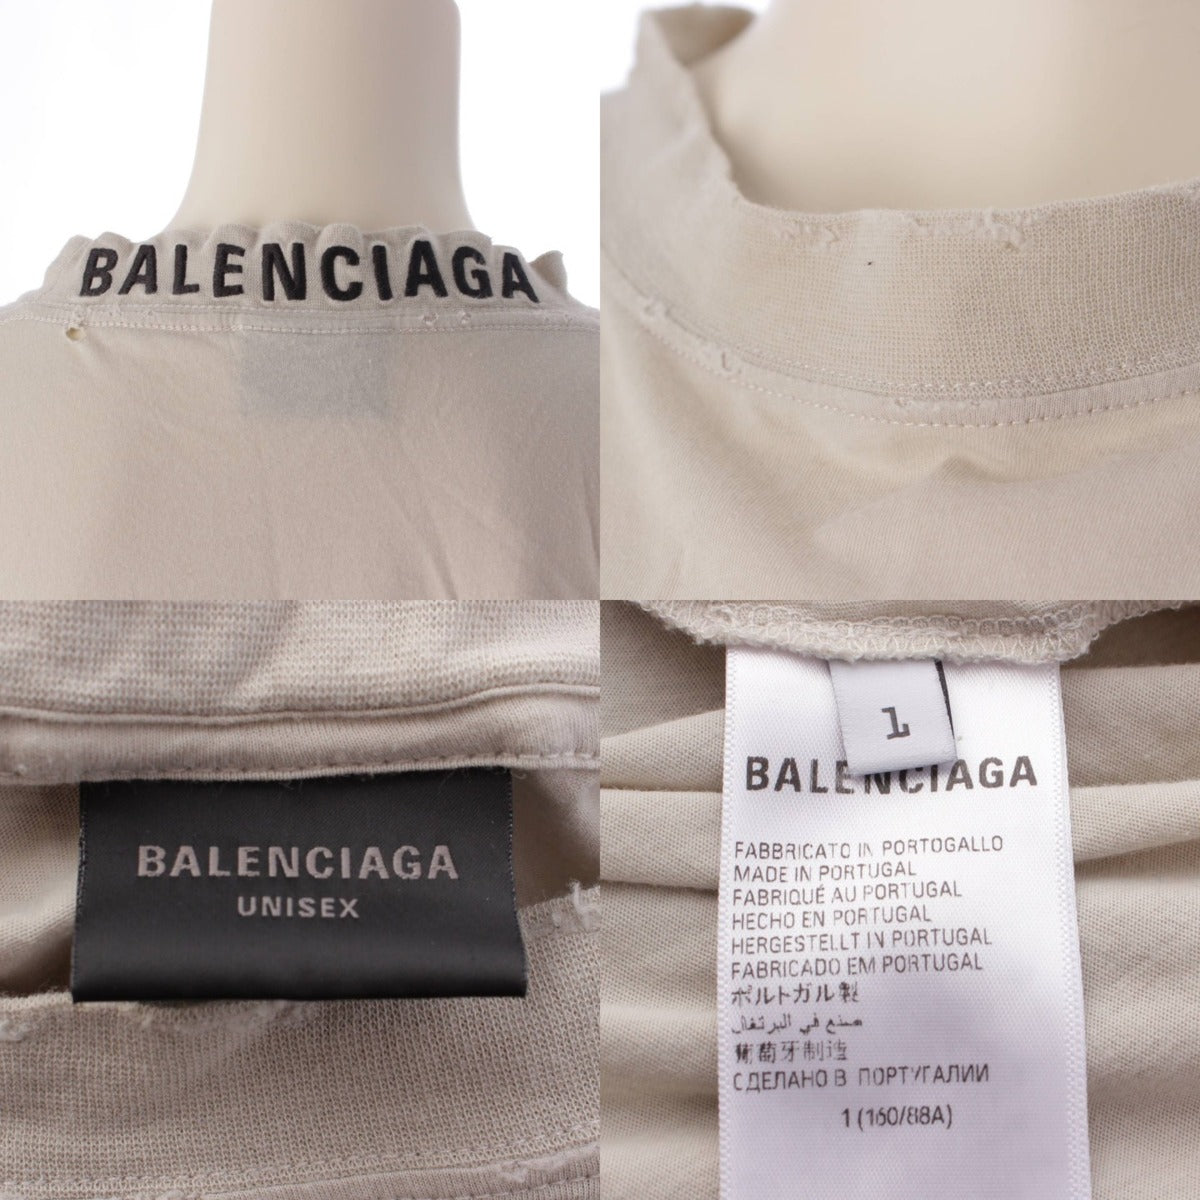 BALENCIAGA
BALENCIAGA
UNISEX
1
BALENCIAGA
FABBRICATO IN PORTOGALLO
MADE IN PORTUGAL
FABRIQUÉ AU PORTUGAL
HECHO EN PORTUGAL
HERGESTELLT IN PORTUGAL
FABRICADO EM PORTUGAL
ポルトガル製
صنع في البرتغال
葡萄牙制造
СДЕЛАНО В ПОРТУГАЛИИ
1 (160/88A)